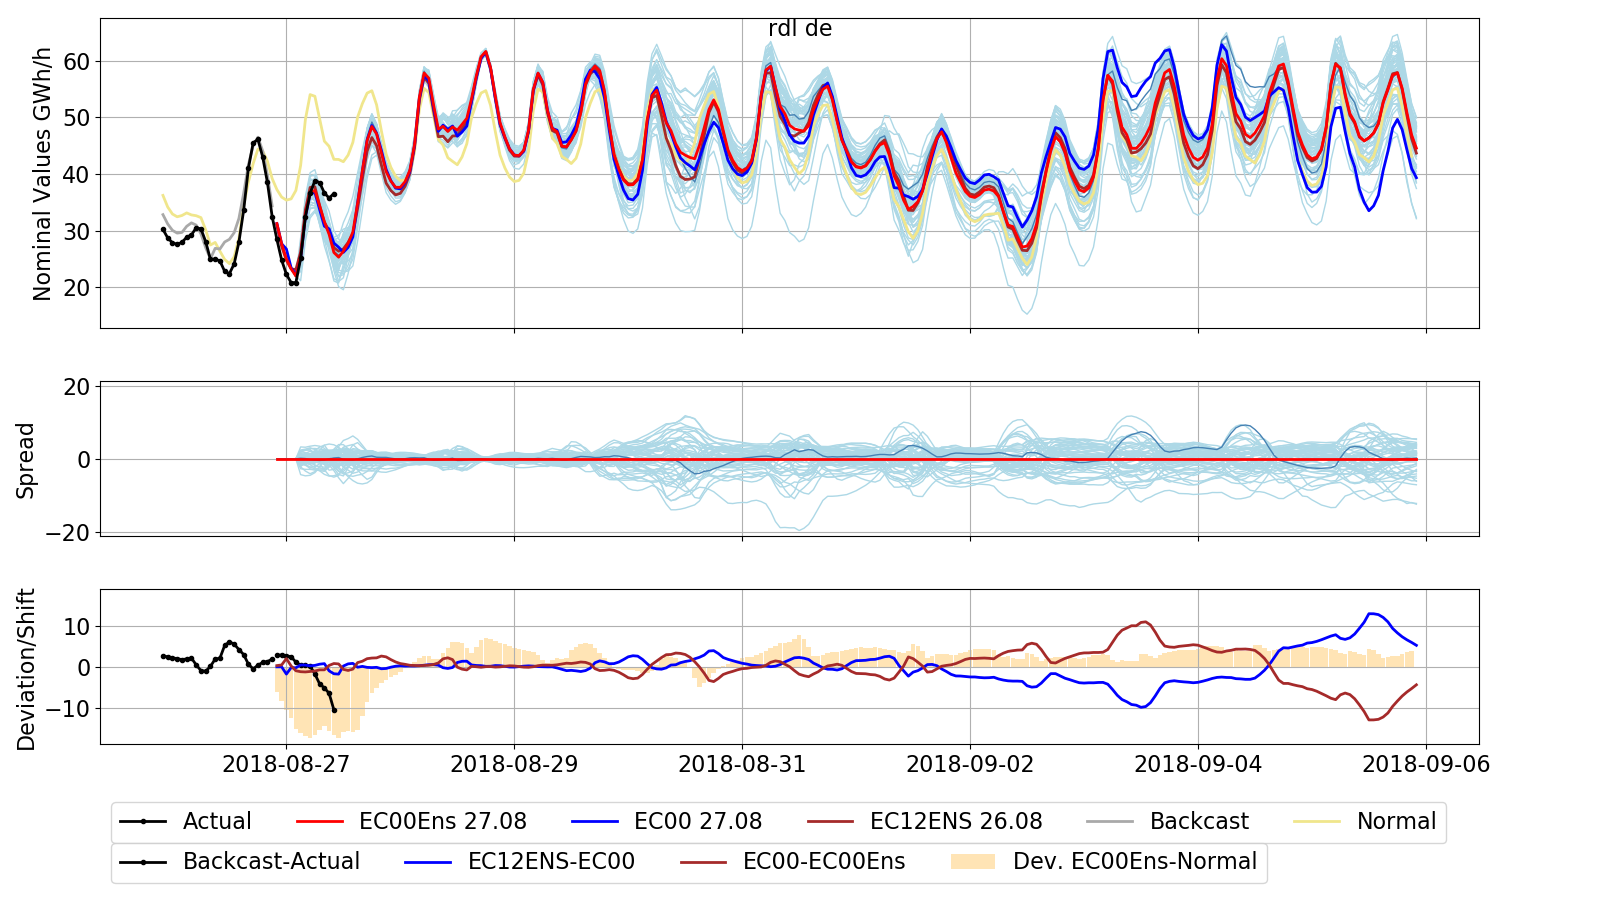 rdl de
Nominal Values GWh/h
60
50
40
30
20
Spread
20
0
−20
Deviation/Shift
10
0
−10
2018-08-27 2018-08-29 2018-08-31 2018-09-02 2018-09-04 2018-09-06
Actual EC00Ens 27.08 EC00 27.08 EC12ENS 26.08 Backcast Normal
Backcast-Actual EC12ENS-EC00 EC00-EC00Ens Dev. EC00Ens-Normal